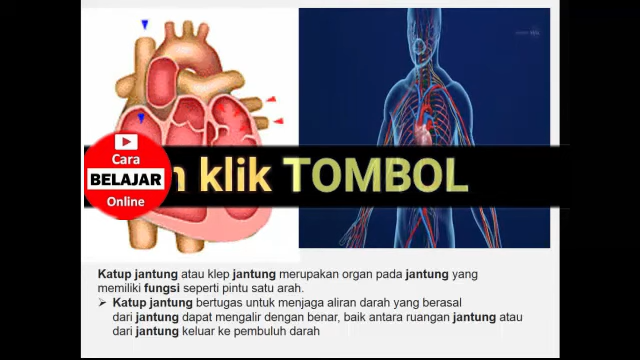 Cara
BELAJAR
Online
klik TOMBOL
Katup jantung atau klep jantung merupakan organ pada jantung yang
memiliki fungsi seperti pintu satu arah.
➢ Katup jantung bertugas untuk menjaga aliran darah yang berasal
dari jantung dapat mengalir dengan benar, baik antara ruangan jantung atau
dari jantung keluar ke pembuluh darah